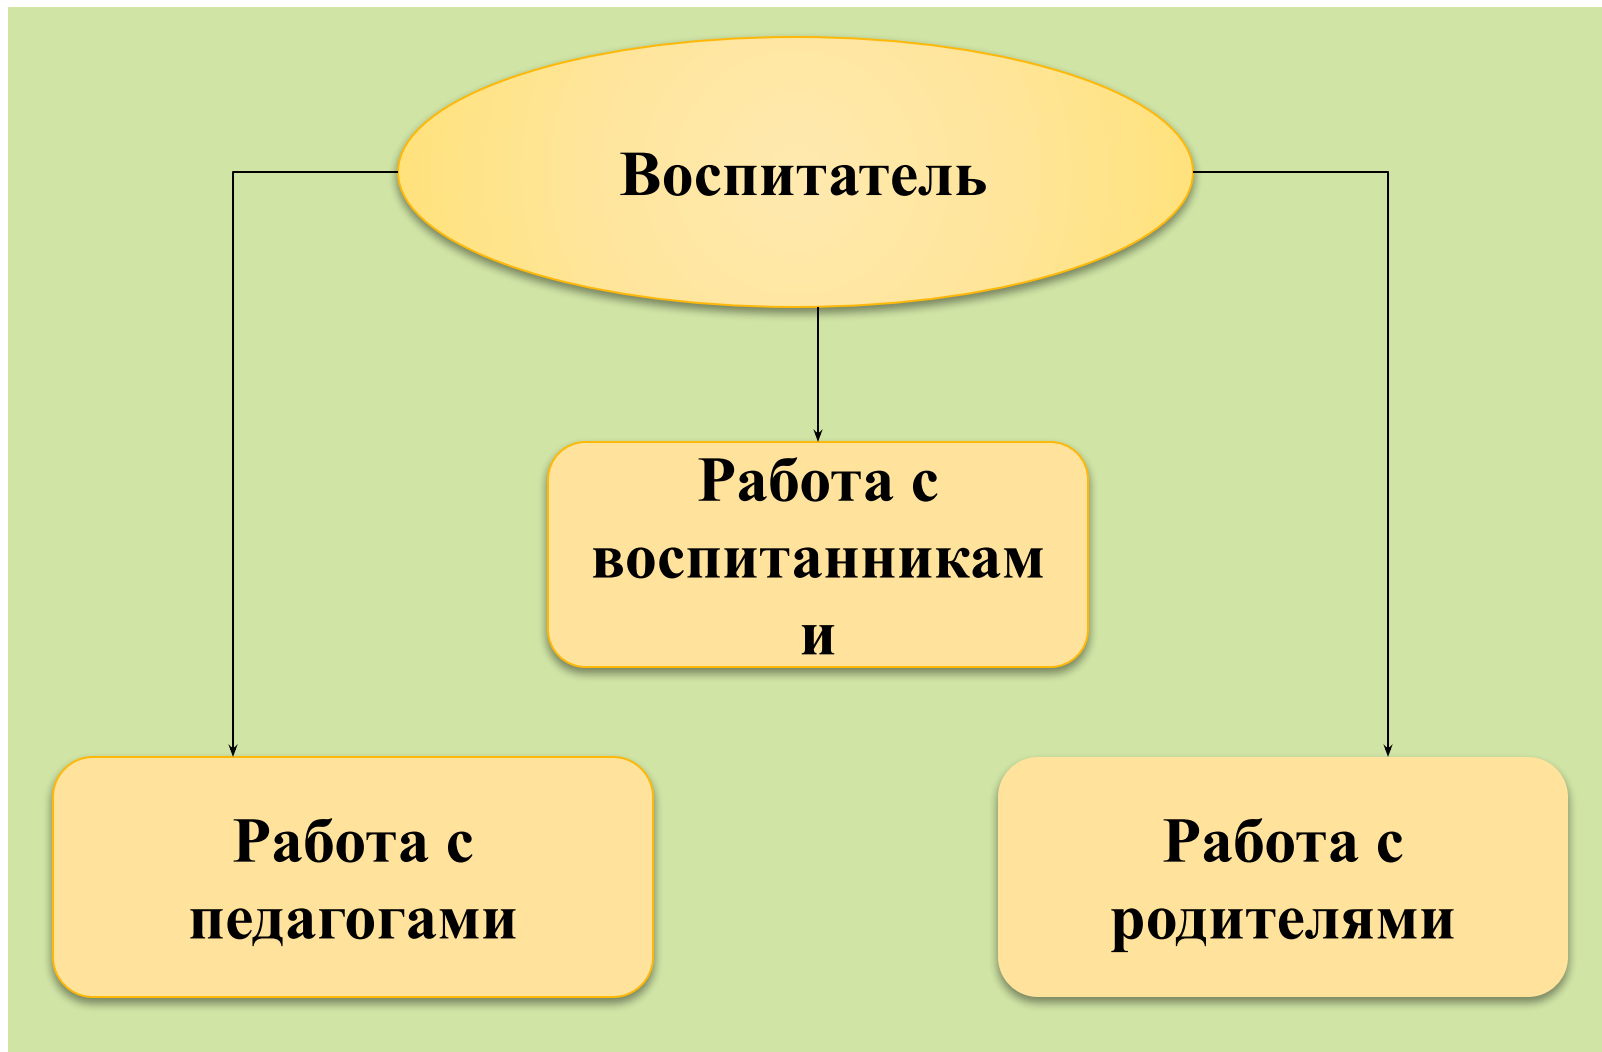 Воспитатель
Работа с
воспитанникам
и
Работа с
педагогами
Работа с
родителями